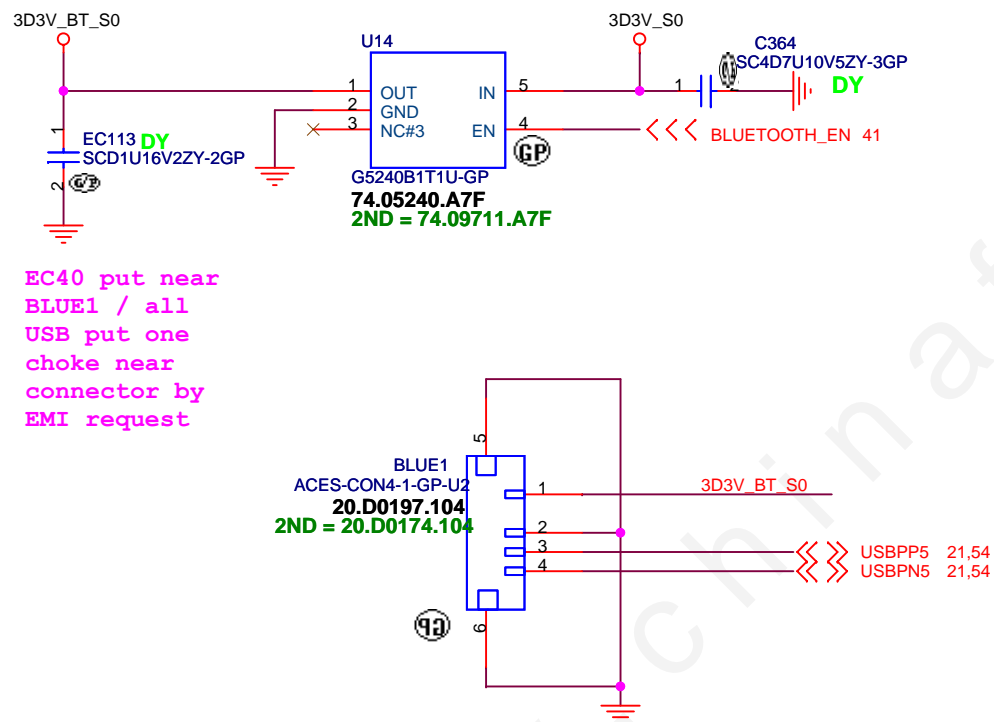 3D3V_BT_S0
3D3V_S0
U14
C364
SC4D7U10V5ZY-3GP
DY
1
2
3
OUT
GND
NC#3
IN
EN
5
4
1
BLUETOOTH_EN 41
GP
1
EC113 DY
SCD1U16V2ZY-2GP
2
GP
G5240B1T1U-GP
74.05240.A7F
2ND = 74.09711.A7F
EC40 put near
BLUE1 / all
USB put one
choke near
connector by
EMI request
5
BLUE1
ACES-CON4-1-GP-U2
20.D0197.104
2ND = 20.D0174.104
1
2
3
4
3D3V_BT_S0
USBPP5 21,54
USBPN5 21,54
GP
6
china